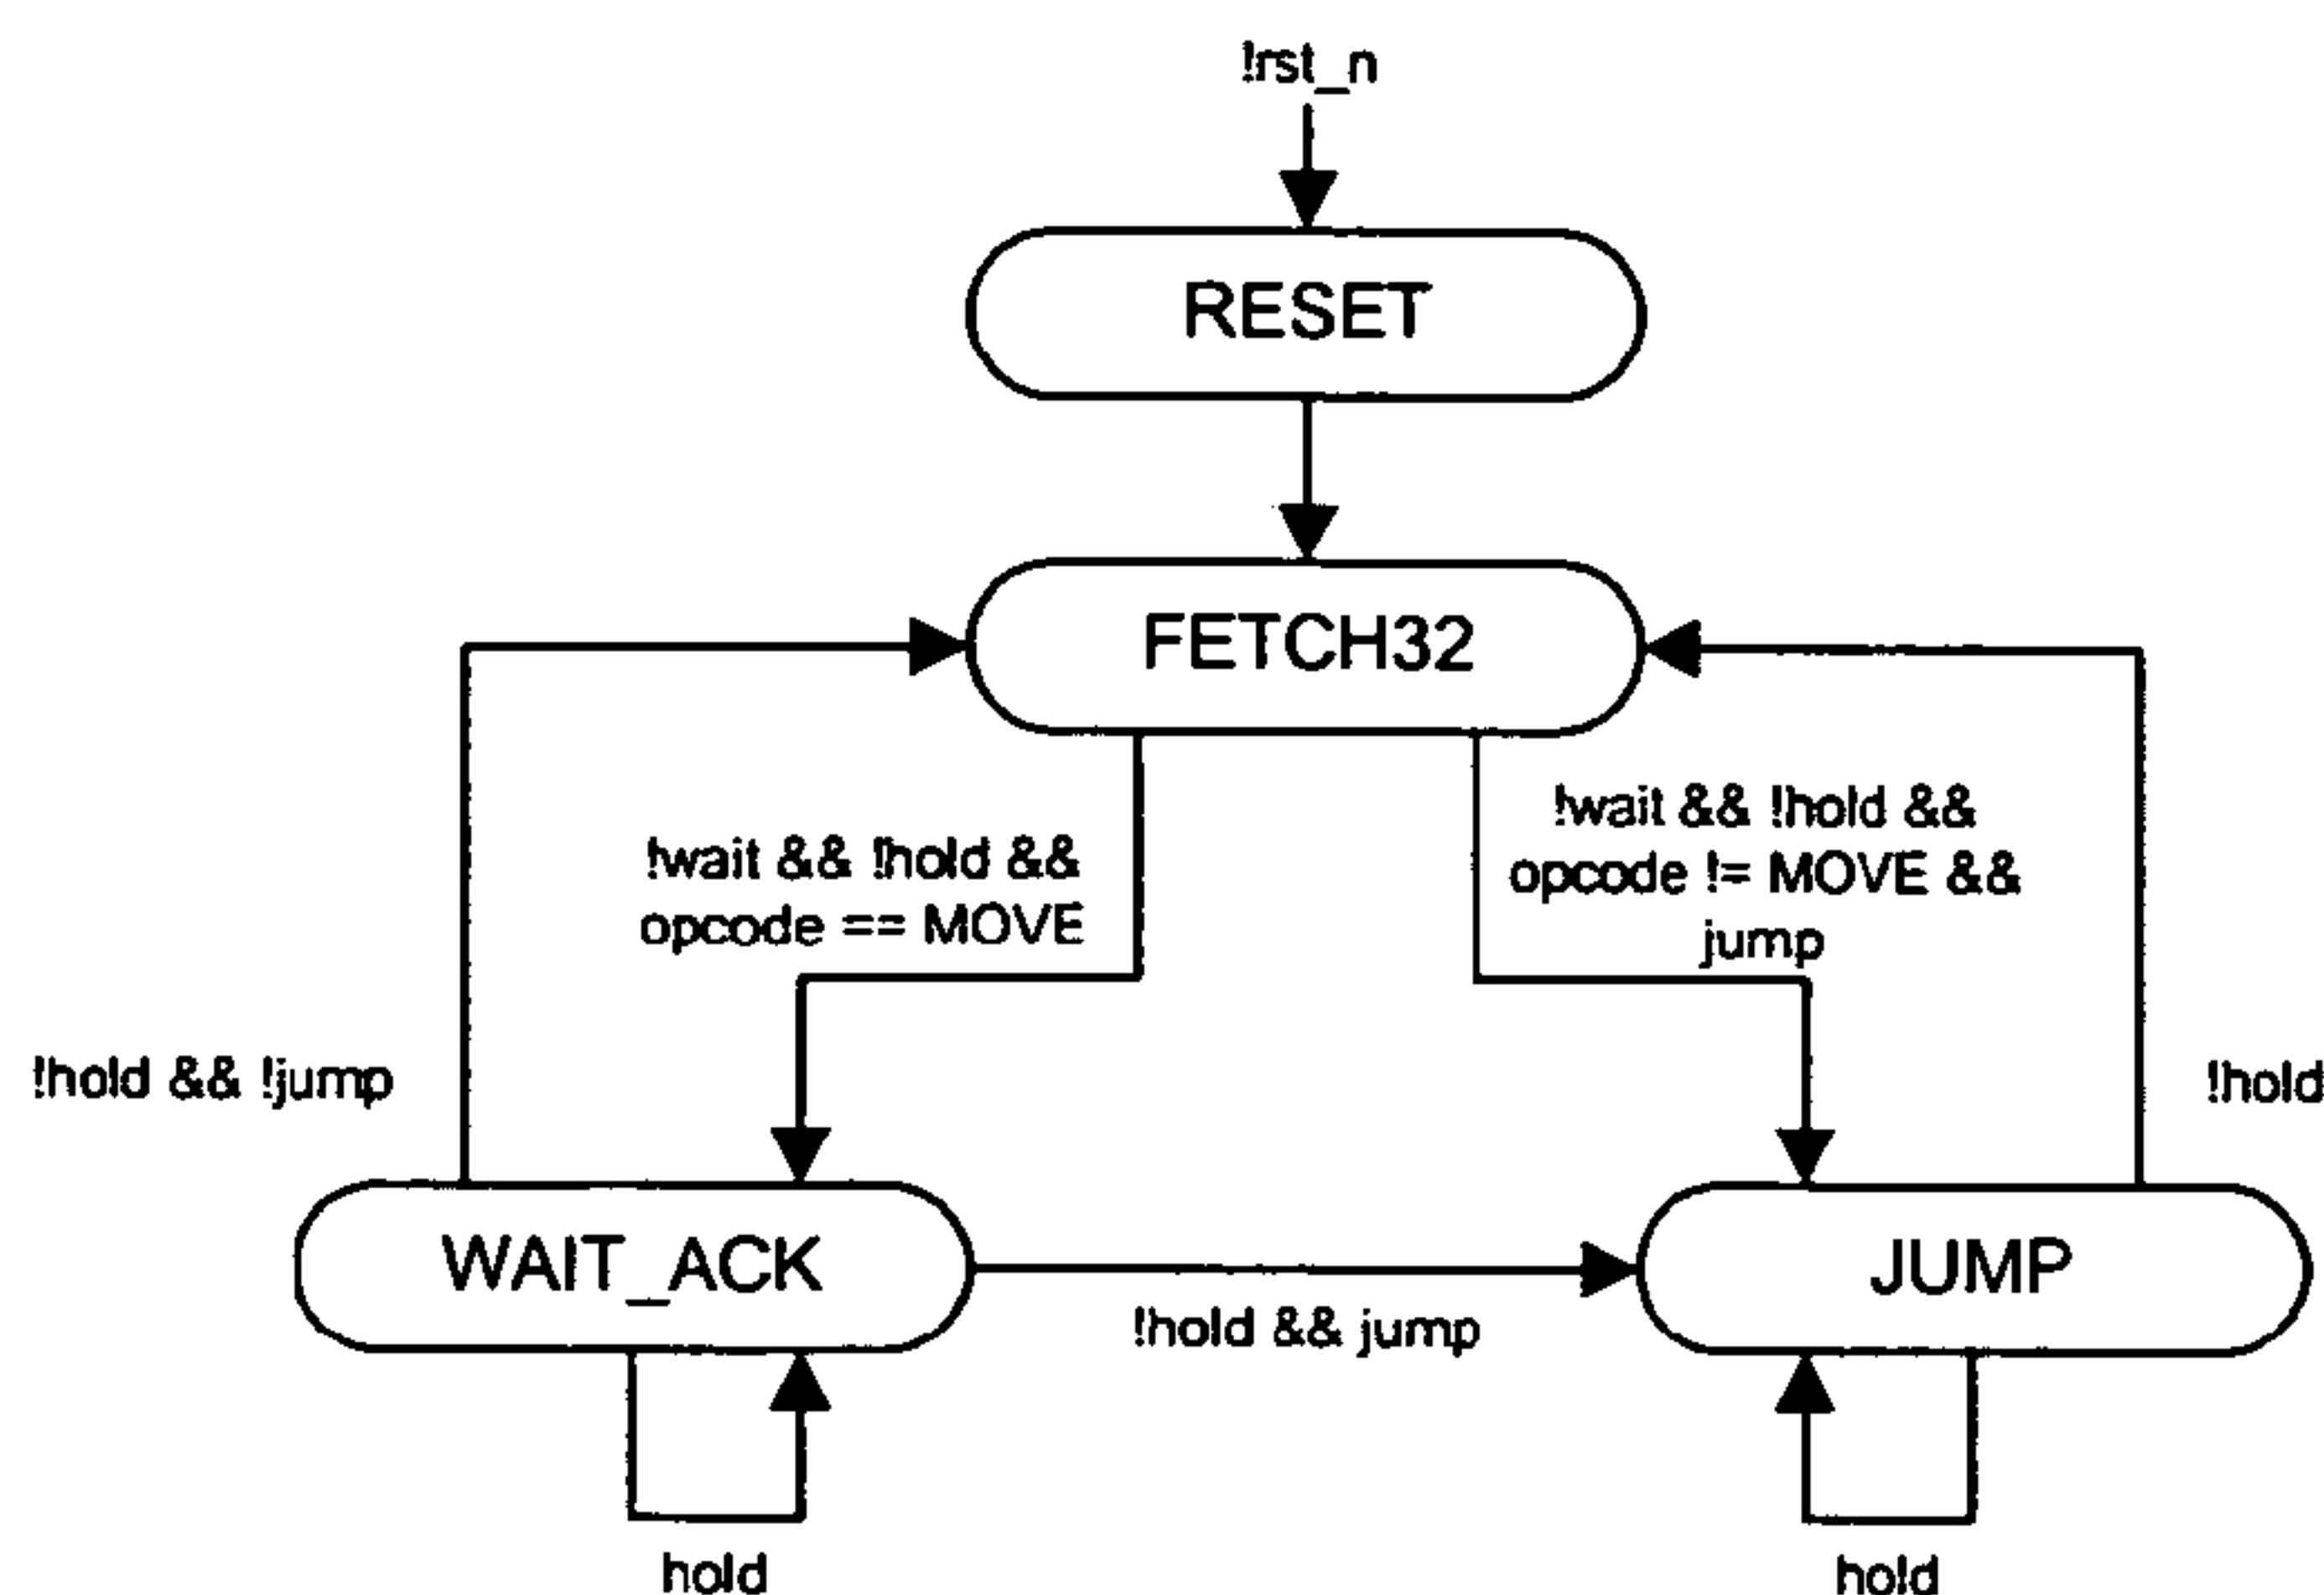 !rst_n
RESET
FETCH32
!wait && !hold &&
opcode == MOVE
!wait && !hold &&
opcode != MOVE &&
jump
!hold && !jump
!hold
WAIT_ACK
JUMP
!hold && jump
hold
hold